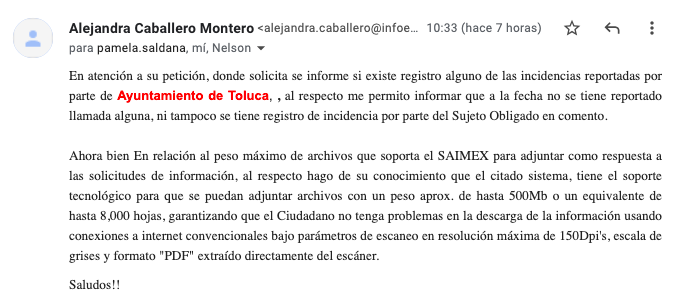 Alejandra Caballero Montero <alejandra.caballero@infoe... 10:33 (hace 7 horas)
para pamela.saldana, mí, Nelson
En atención a su petición, donde solicita se informe si existe registro alguno de las incidencias reportadas por
parte de Ayuntamiento de Toluca, , al respecto me permito informar que a la fecha no se tiene reportado
llamada alguna, ni tampoco se tiene registro de incidencia por parte del Sujeto Obligado en comento.
Ahora bien En relación al peso máximo de archivos que soporta el SAIMEX para adjuntar como respuesta a
las solicitudes de información, al respecto hago de su conocimiento que el citado sistema, tiene el soporte
tecnológico para que se puedan adjuntar archivos con un peso aprox. de hasta 500Mb o un equivalente de
hasta 8,000 hojas, garantizando que el Ciudadano no tenga problemas en la descarga de la información usando
conexiones a internet convencionales bajo parámetros de escaneo en resolución máxima de 150Dpi's, escala de
grises y formato "PDF" extraído directamente del escáner.
Saludos!!